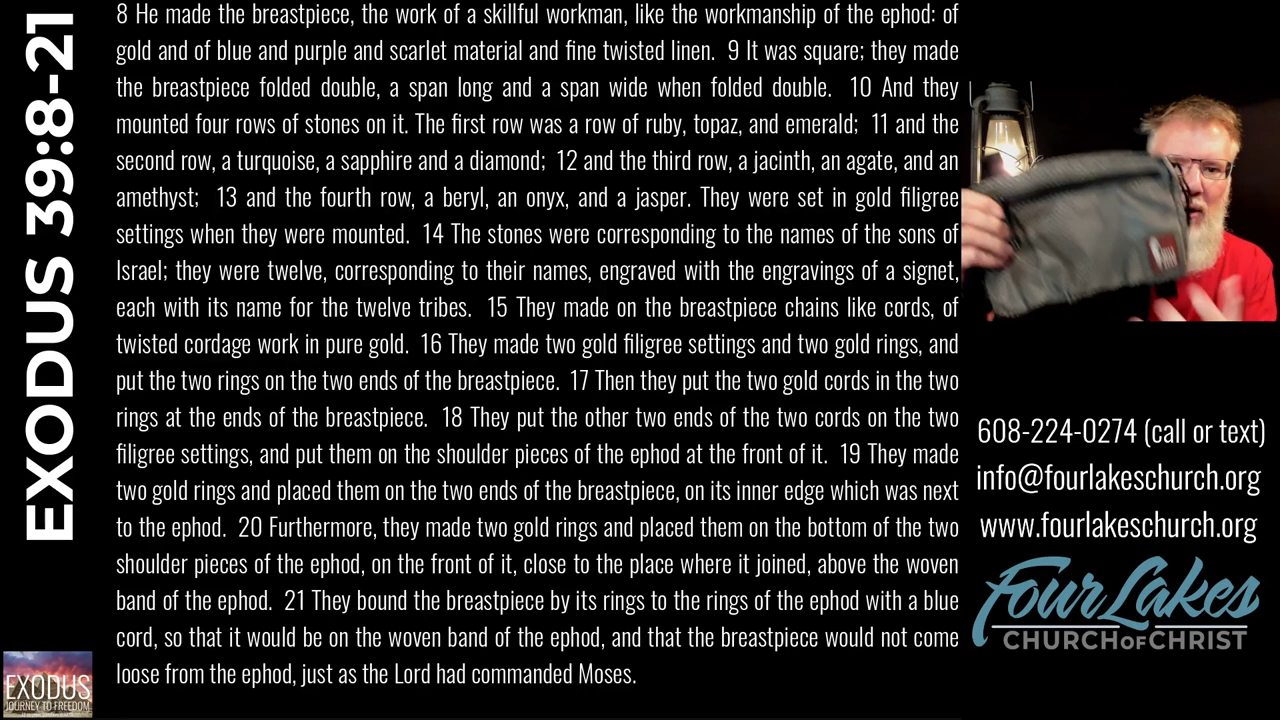 EXODUS 39:8-21
8 He made the breastpiece, the work of a skillful workman, like the workmanship of the ephod: of
gold and of blue and purple and scarlet material and fine twisted linen. 9 It was square; they made
the breastpiece folded double, a span long and a span wide when folded double. 10 And they
mounted four rows of stones on it. The first row was a row of ruby, topaz, and emerald; 11 and the
second row, a turquoise, a sapphire and a diamond; 12 and the third row, a jacinth, an agate, and an
amethyst; 13 and the fourth row, a beryl, an onyx, and a jasper. They were set in gold filigree
settings when they were mounted. 14 The stones were corresponding to the names of the sons of
Israel; they were twelve, corresponding to their names, engraved with the engravings of a signet,
each with its name for the twelve tribes. 15 They made on the breastpiece chains like cords, of
twisted cordage work in pure gold. 16 They made two gold filigree settings and two gold rings, and
put the two rings on the two ends of the breastpiece. 17 Then they put the two gold cords in the two
rings at the ends of the breastpiece. 18 They put the other two ends of the two cords on the two
filigree settings, and put them on the shoulder pieces of the ephod at the front of it. 19 They made
two gold rings and placed them on the two ends of the breastpiece, on its inner edge which was next
to the ephod. 20 Furthermore, they made two gold rings and placed them on the bottom of the two
shoulder pieces of the ephod, on the front of it, close to the place where it joined, above the woven
band of the ephod. 21 They bound the breastpiece by its rings to the rings of the ephod with a blue
cord, so that it would be on the woven band of the ephod, and that the breastpiece would not come
loose from the ephod, just as the Lord had commanded Moses.
608-224-0274 (call or text)
info@fourlakeschurch.org
www.fourlakeschurch.org
Four Lakes
CHURCH OF CHRIST
EXODUS
JOURNEY TO FREEDOM